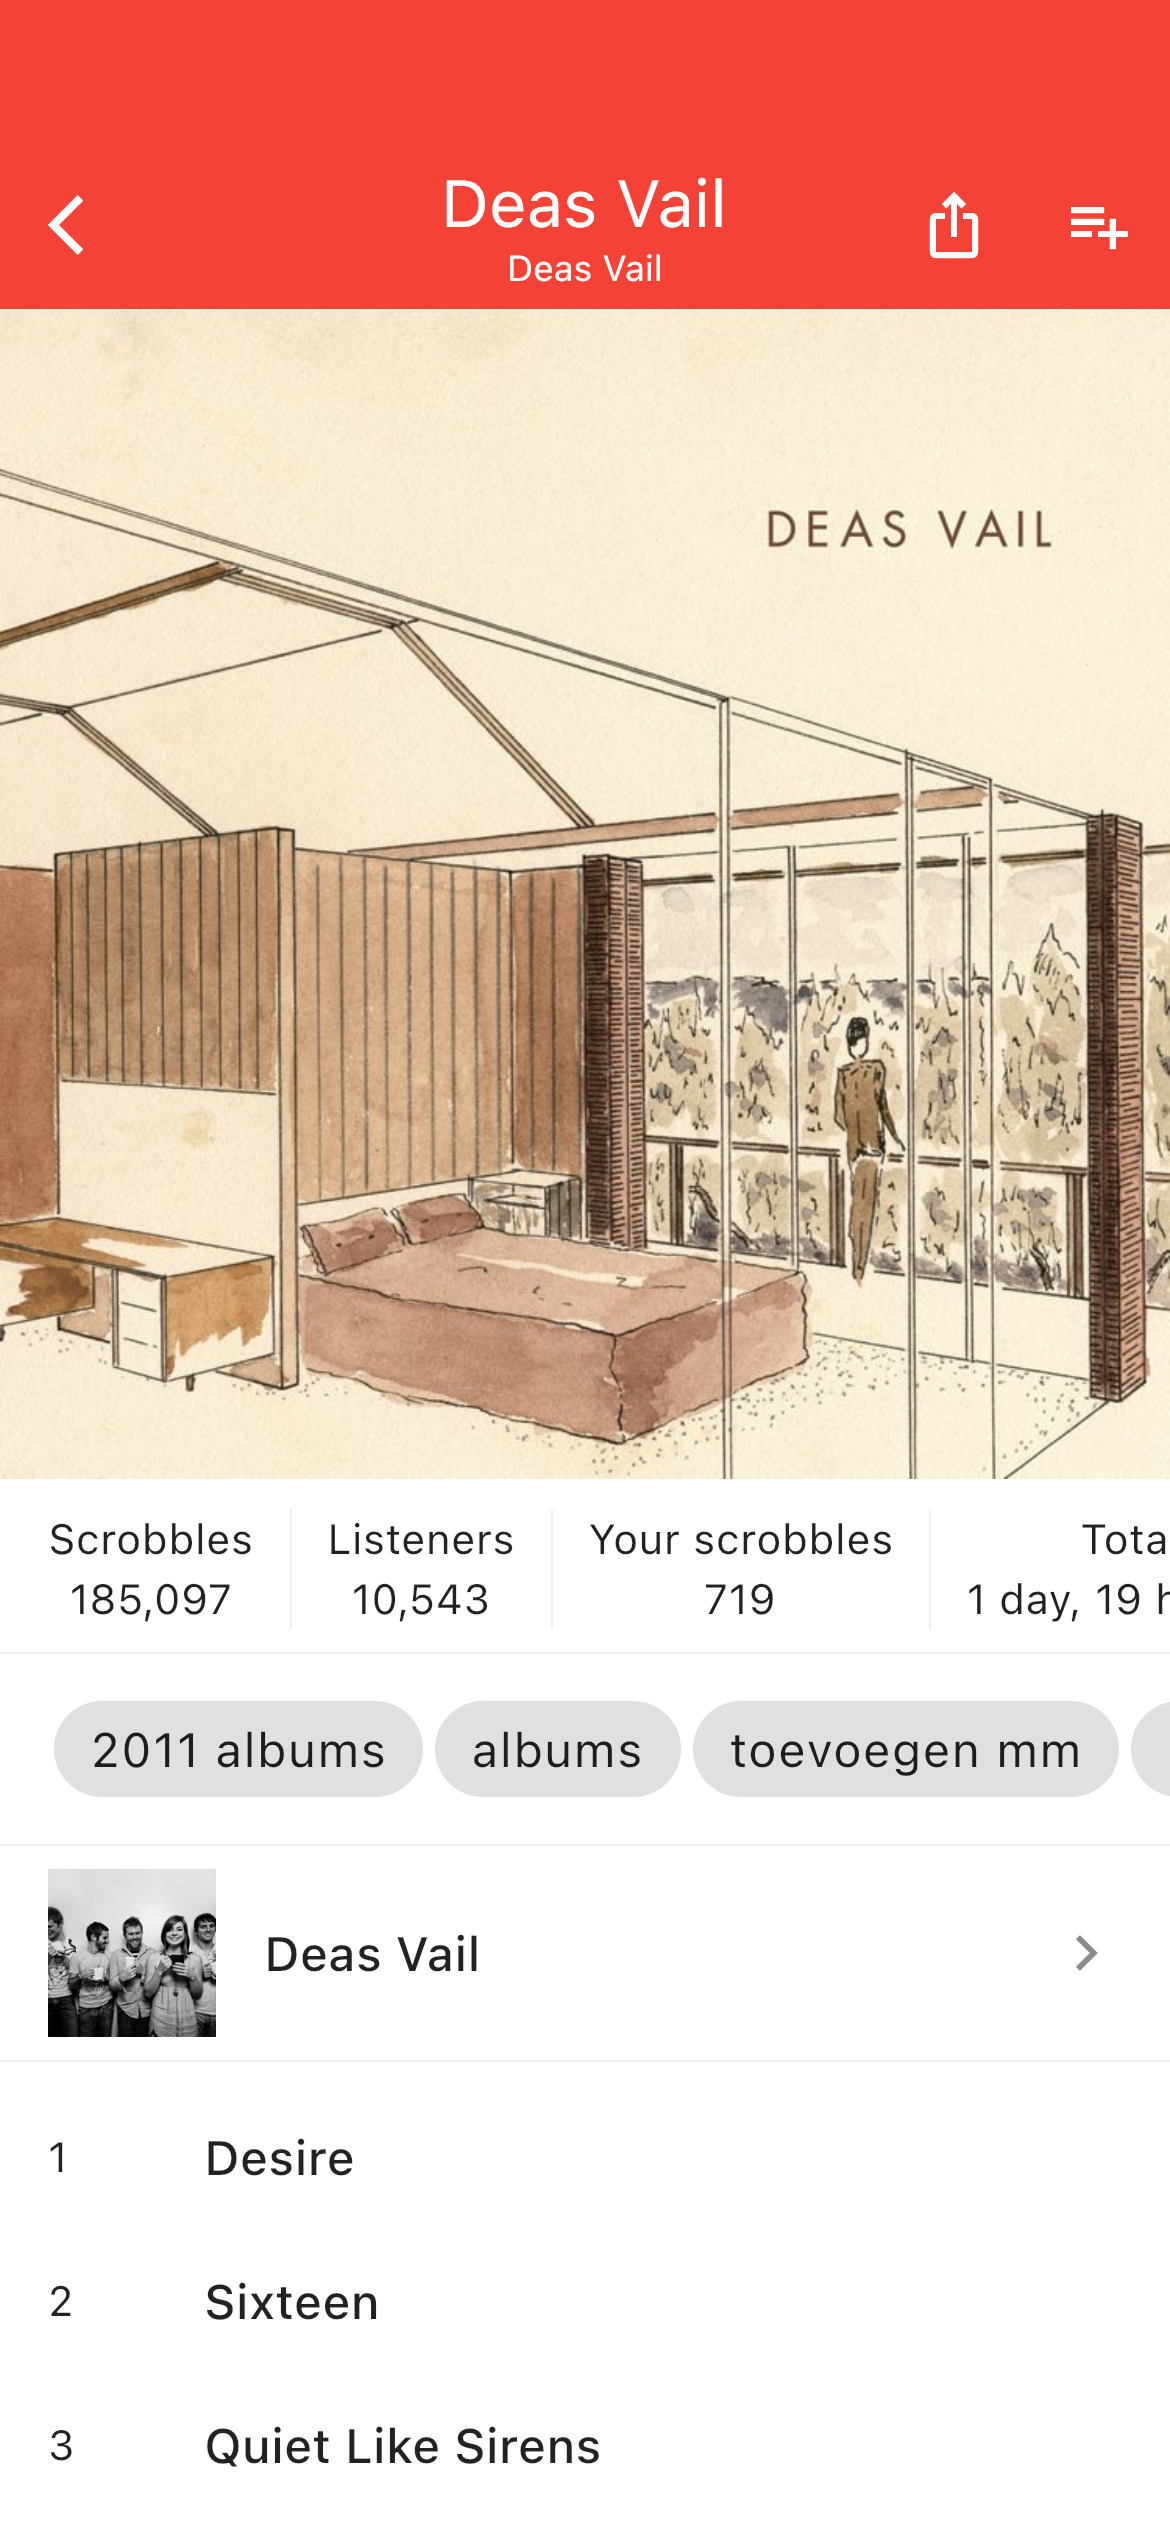 Deas Vail
Deas Vail
DEAS VAIL
Scrobbles Listeners Your scrobbles Tota
185,097 10,543 719 1 day, 19 h
2011 albums albums toevoegen mm
Deas Vail
1 Desire
2 Sixteen
3 Quiet Like Sirens